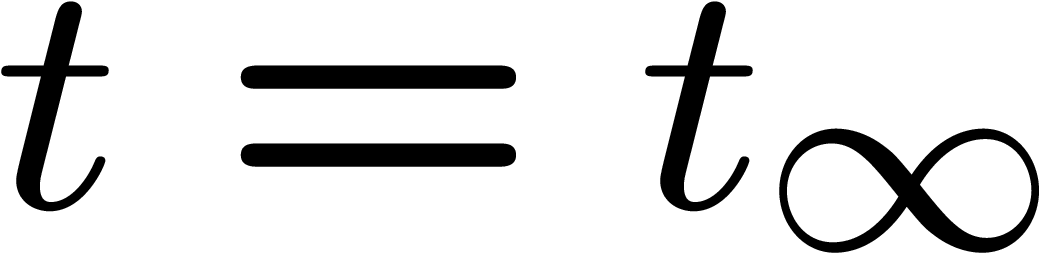 t = t∞